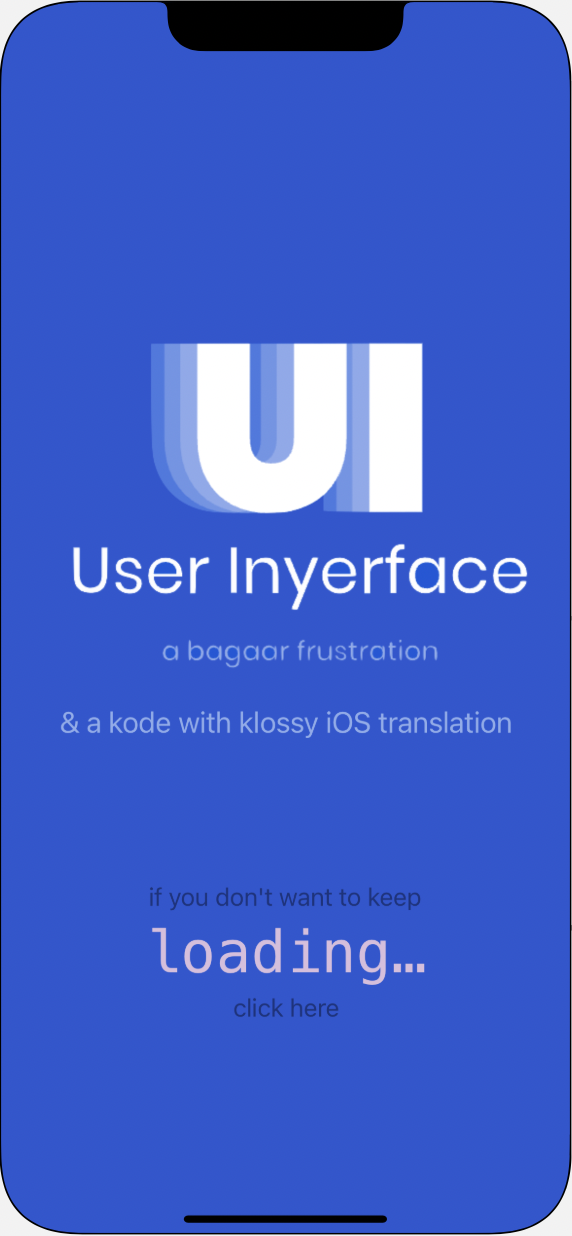 UI
User Inyerface
a bagaar frustration
& a kode with klossy iOS translation
if you don't want to keep
loading...
click here